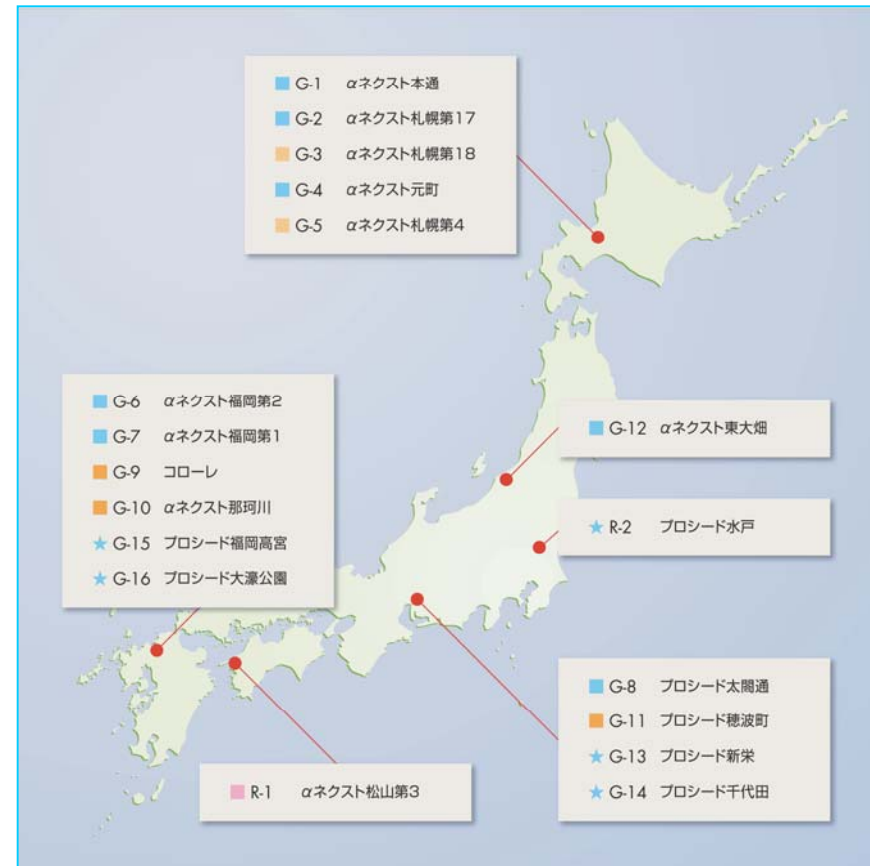 G-1 αネクスト本通
G-2 αネクスト札幌第17
G-3 αネクスト札幌第18
G-4 αネクスト元町
G-5 αネクスト札幌第4
G-6 αネクスト福岡第2
G-7 αネクスト福岡第1
G-9 コローレ
G-10 αネクスト那珂川
G-15 プロシード福岡高宮
G-16 プロシード大濠公園
G-12 αネクスト東大畑
R-2 プロシード水戸
G-8 プロシード太閤通
G-11 プロシード穂波町
G-13 プロシード新栄
G-14 プロシード千代田
R-1 αネクスト松山第3